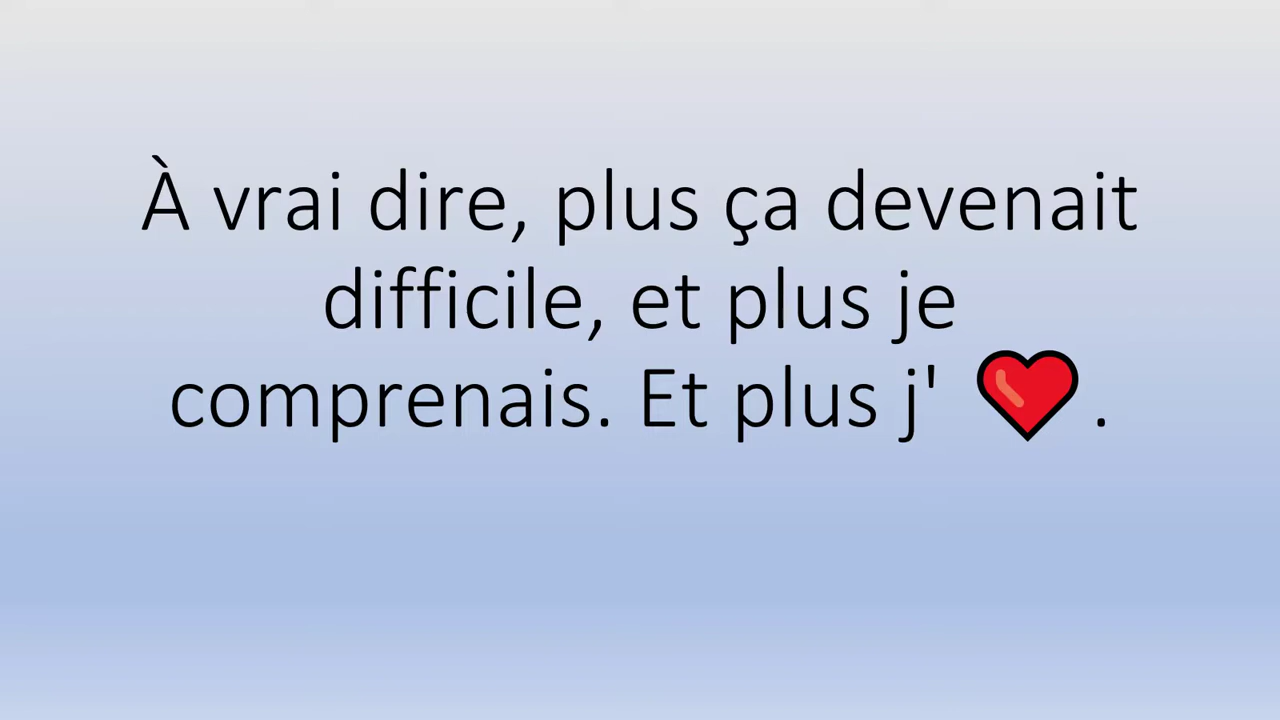 À vrai dire, plus ça devenait
difficile, et plus je
comprenais. Et plus j' ❤️ .